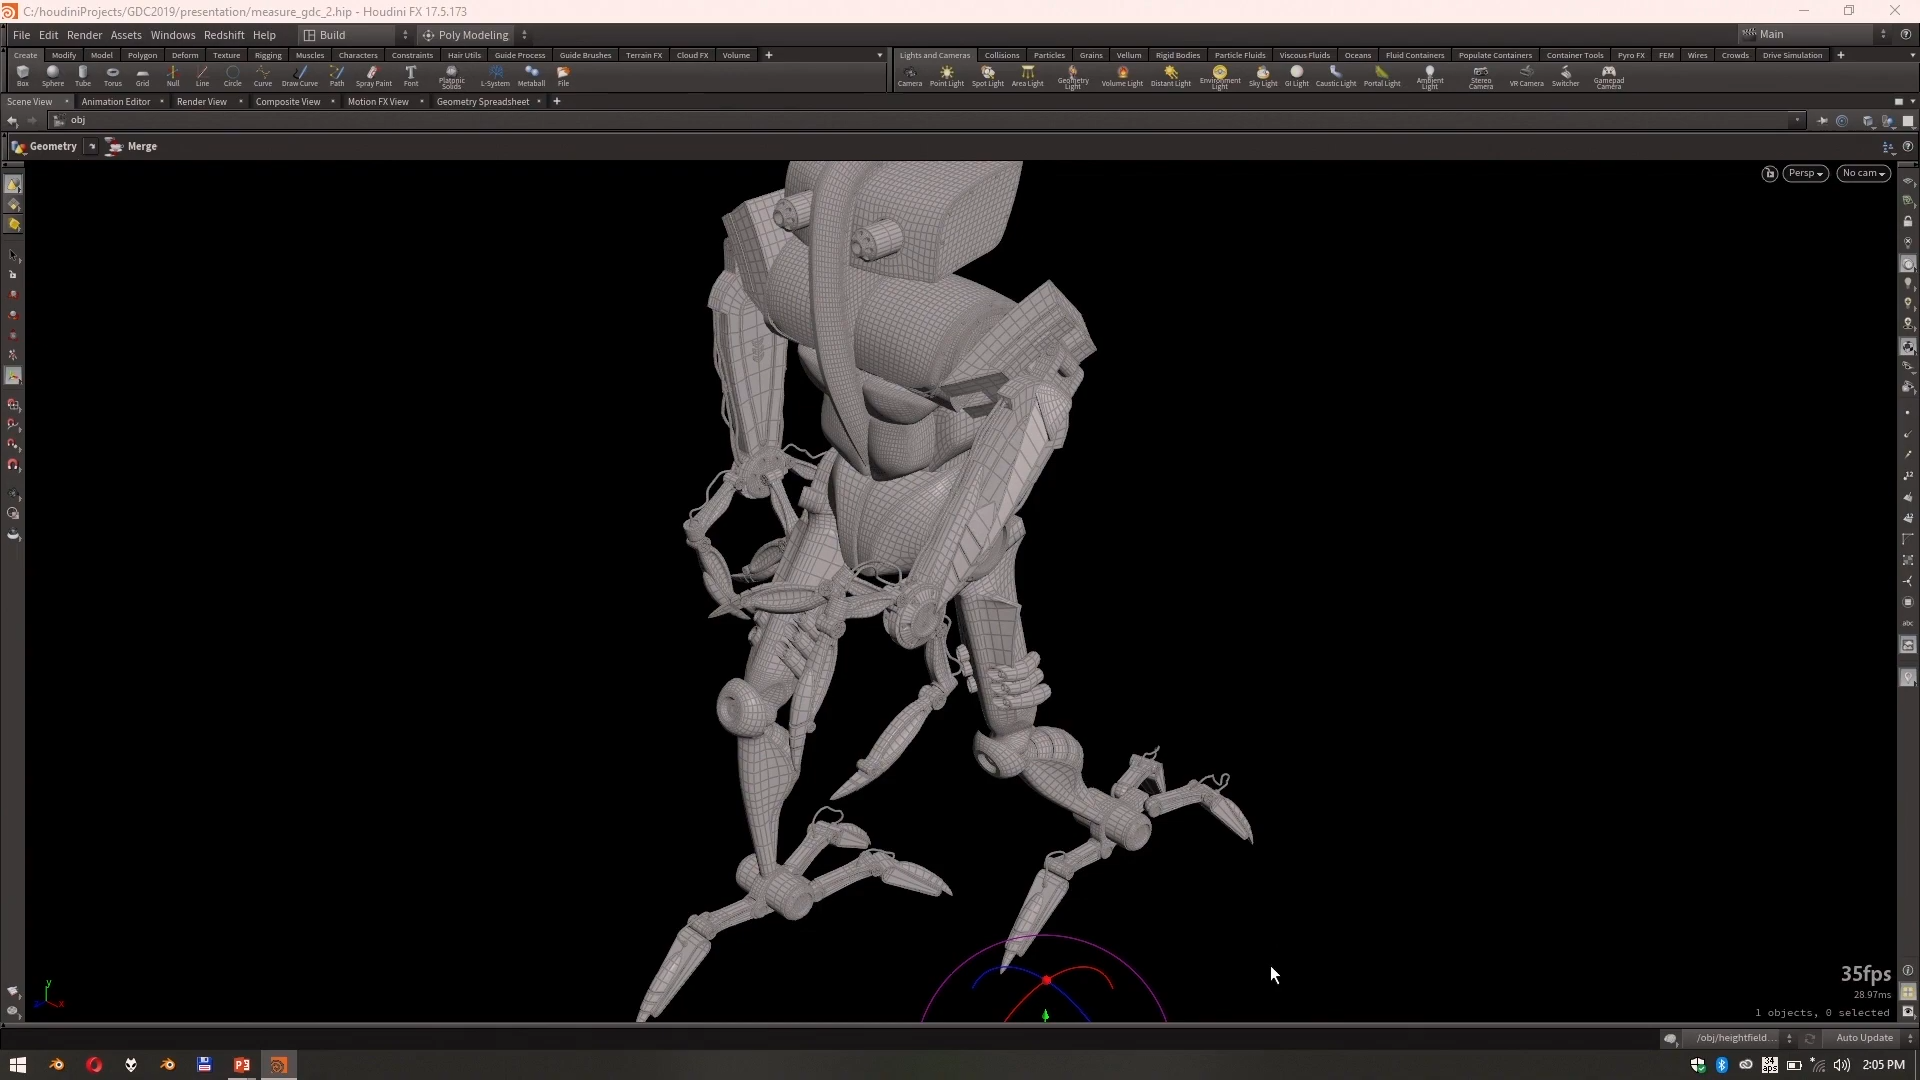 C:/houdiniProjects/GDC2019/presentation/measure_gdc_2.hip - Houdini FX 17.5.173
File Edit Render Assets Windows Redshift Help Build Poly Modeling Main
Create Modify Model Polygon Deform Texture Rigging Muscles Characters Constraints Hair Utils Guide Process Guide Brushes Terrain FX Cloud FX Volume
Lights and Cameras Collisions Particles Grains Vellum Rigid Bodies Particle Fluids Viscous Fluids Oceans Fluid Containers Populate Containers Container Tools Pyro FX FEM Wires Crowds Drive Simulation
Box Sphere Tube Torus Grid Null Line Circle Curve Draw Curve Path Spray Paint Font Platonic Solids L-System Metaball File
Camera Point Light Spot Light Area Light Geometry Light Volume Light Distant Light Environment Light Sky Light GI Light Caustic Light Portal Light Ambient Light Stereo Camera VR Camera Switcher Gamepad Camera
Scene View Animation Editor Render View Composite View Motion FX View Geometry Spreadsheet
obj
Geometry Merge
Persp No cam
abc
y
x
z
35fps
28.97ms
1 objects, 0 selected
/obj/heightfield... Auto Update
2:05 PM